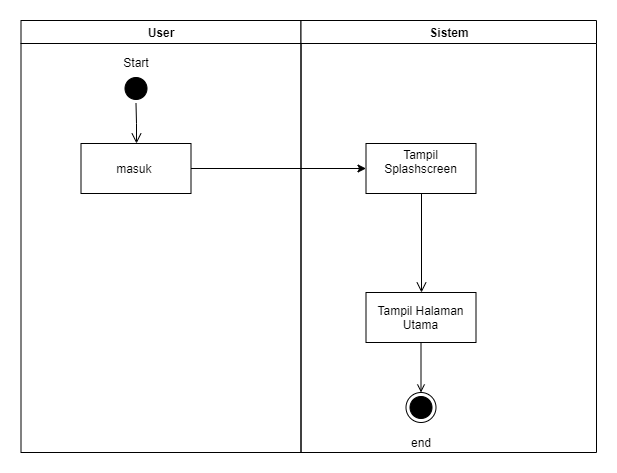 User
Sistem
Start
masuk
Tampil
Splashscreen
Tampil Halaman
Utama
end